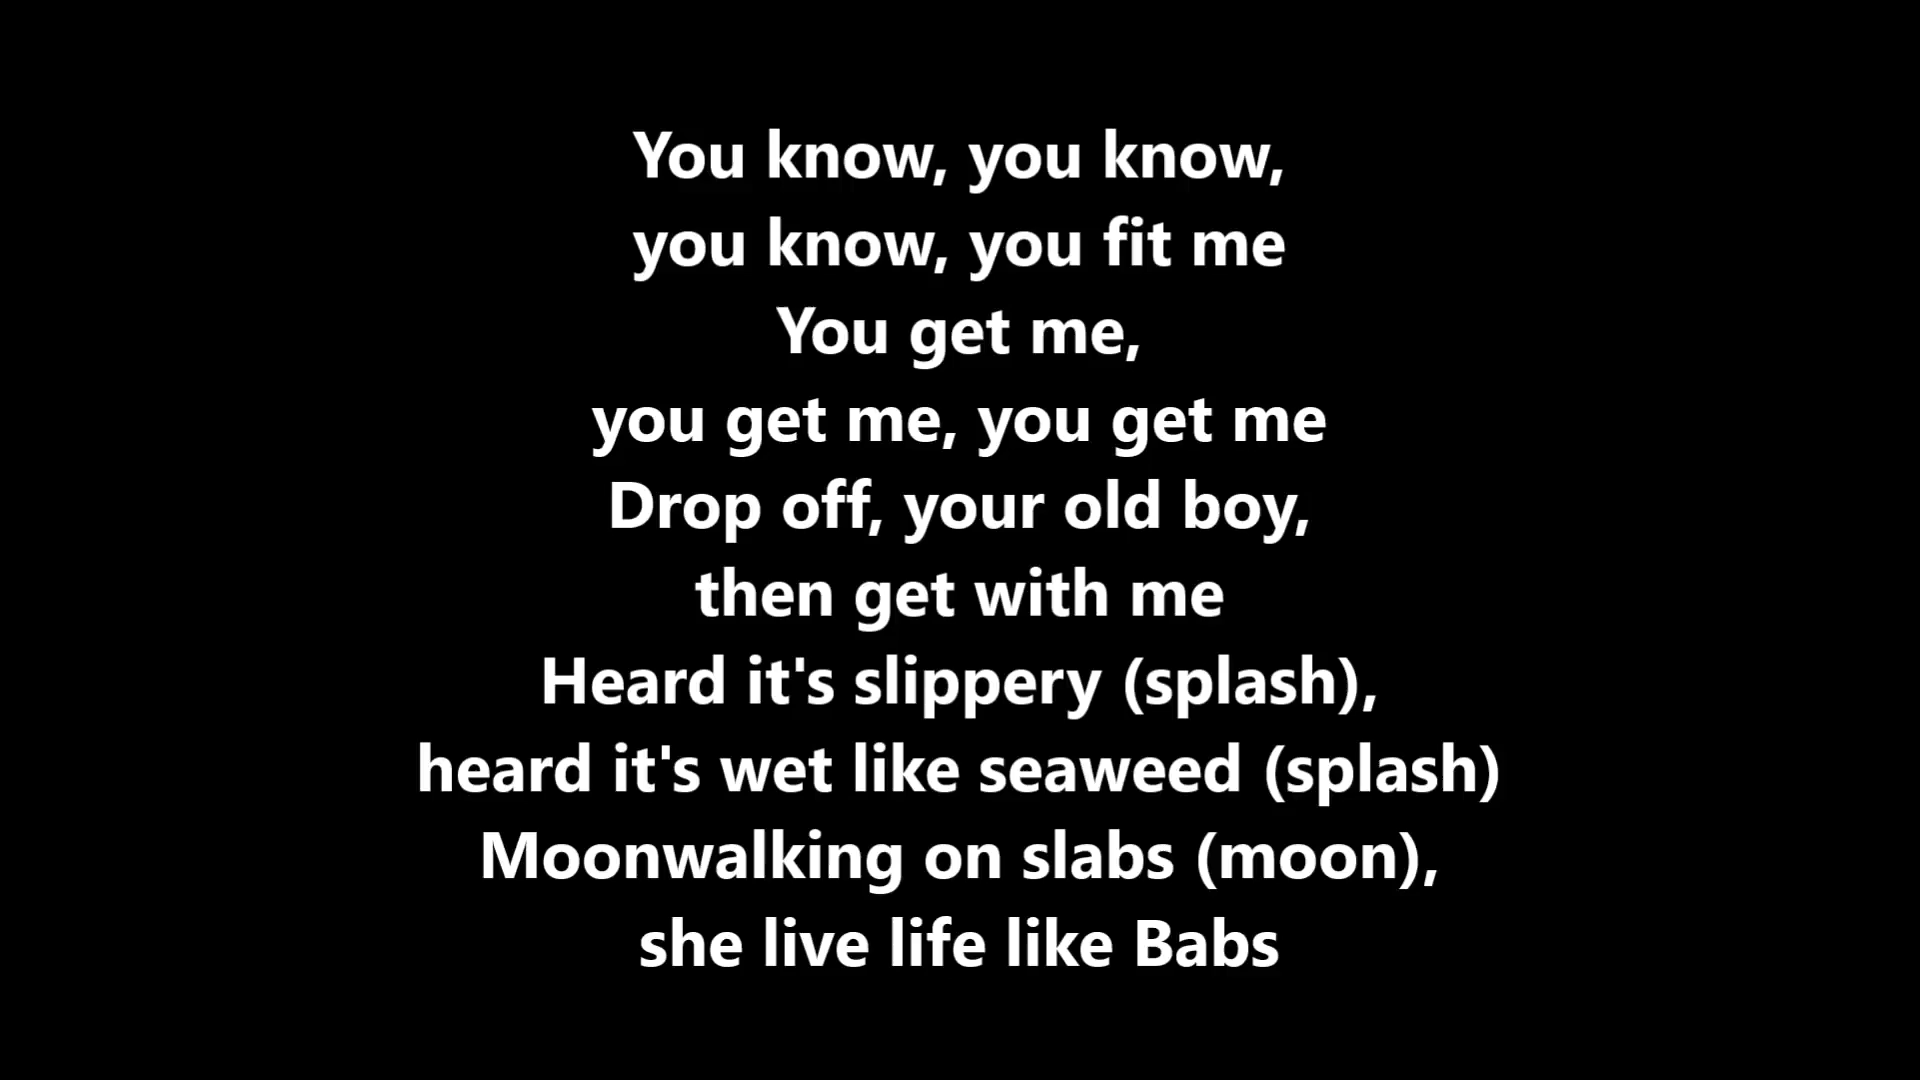 You know, you know,
you know, you fit me
You get me,
you get me, you get me
Drop off, your old boy,
then get with me
Heard it's slippery (splash),
heard it's wet like seaweed (splash)
Moonwalking on slabs (moon),
she live life like Babs